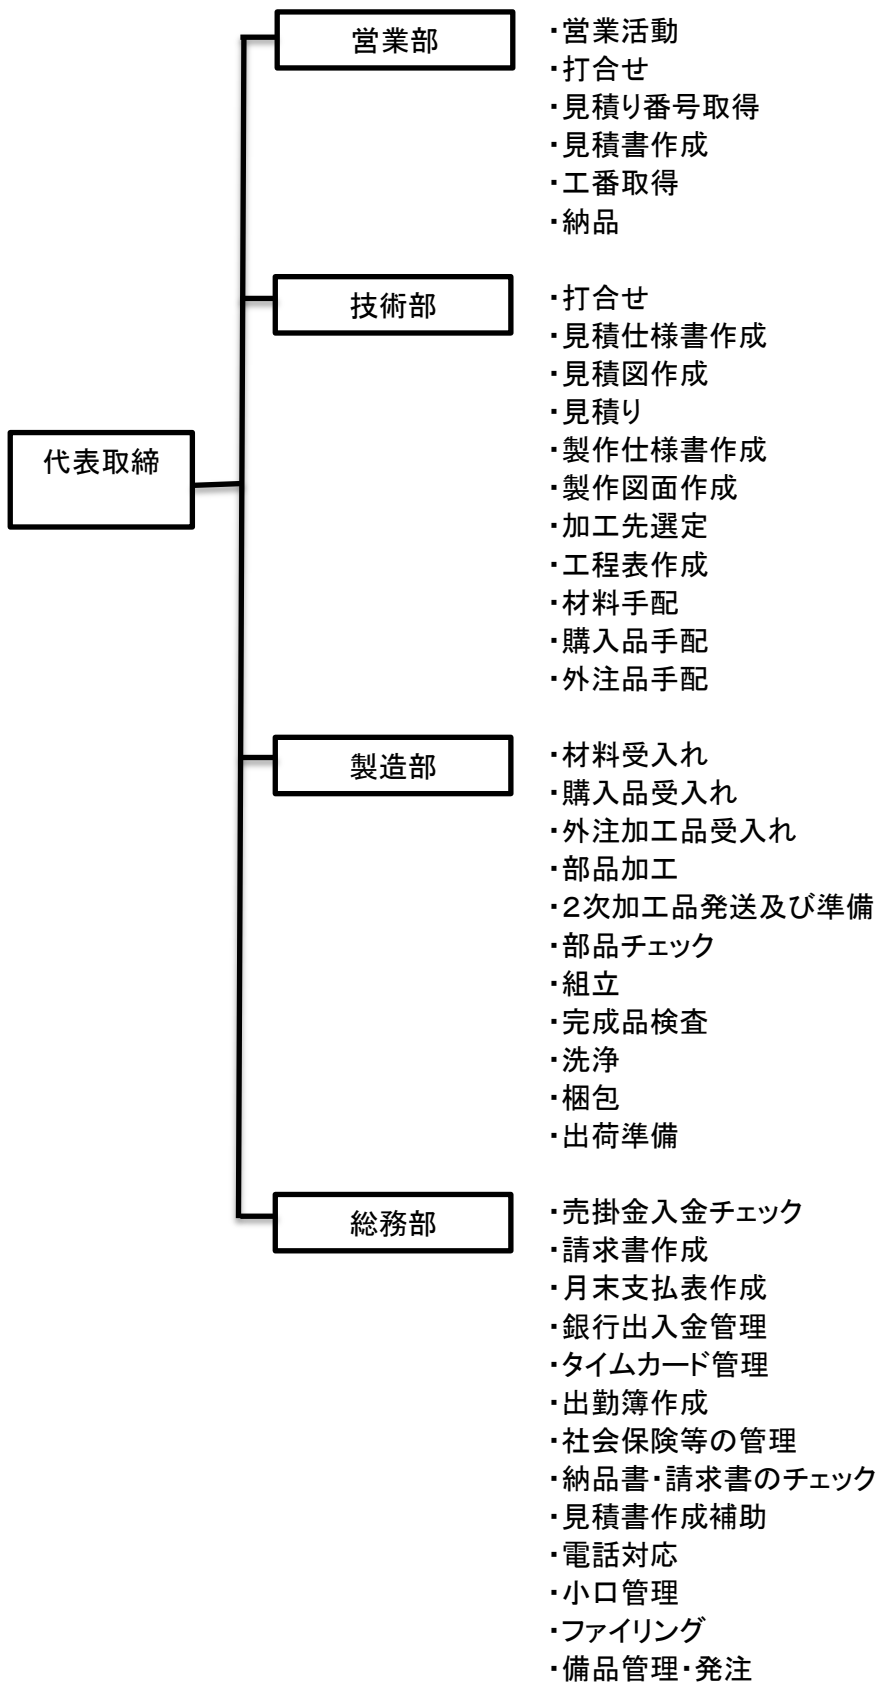 営業部
・営業活動
・打合せ
・見積り番号取得
・見積書作成
・工番取得
・納品
技術部
・打合せ
・見積仕様書作成
・見積図作成
・見積り
・製作仕様書作成
・製作図面作成
・加工先選定
・工程表作成
・材料手配
・購入品手配
・外注品手配
代表取締
製造部
・材料受入れ
・購入品受入れ
・外注加工品受入れ
・部品加工
・２次加工品発送及び準備
・部品チェック
・組立
・完成品検査
・洗浄
・梱包
・出荷準備
総務部
・売掛金入金チェック
・請求書作成
・月末支払表作成
・銀行出入金管理
・タイムカード管理
・出勤簿作成
・社会保険等の管理
・納品書・請求書のチェック
・見積書作成補助
・電話対応
・小口管理
・ファイリング
・備品管理・発注